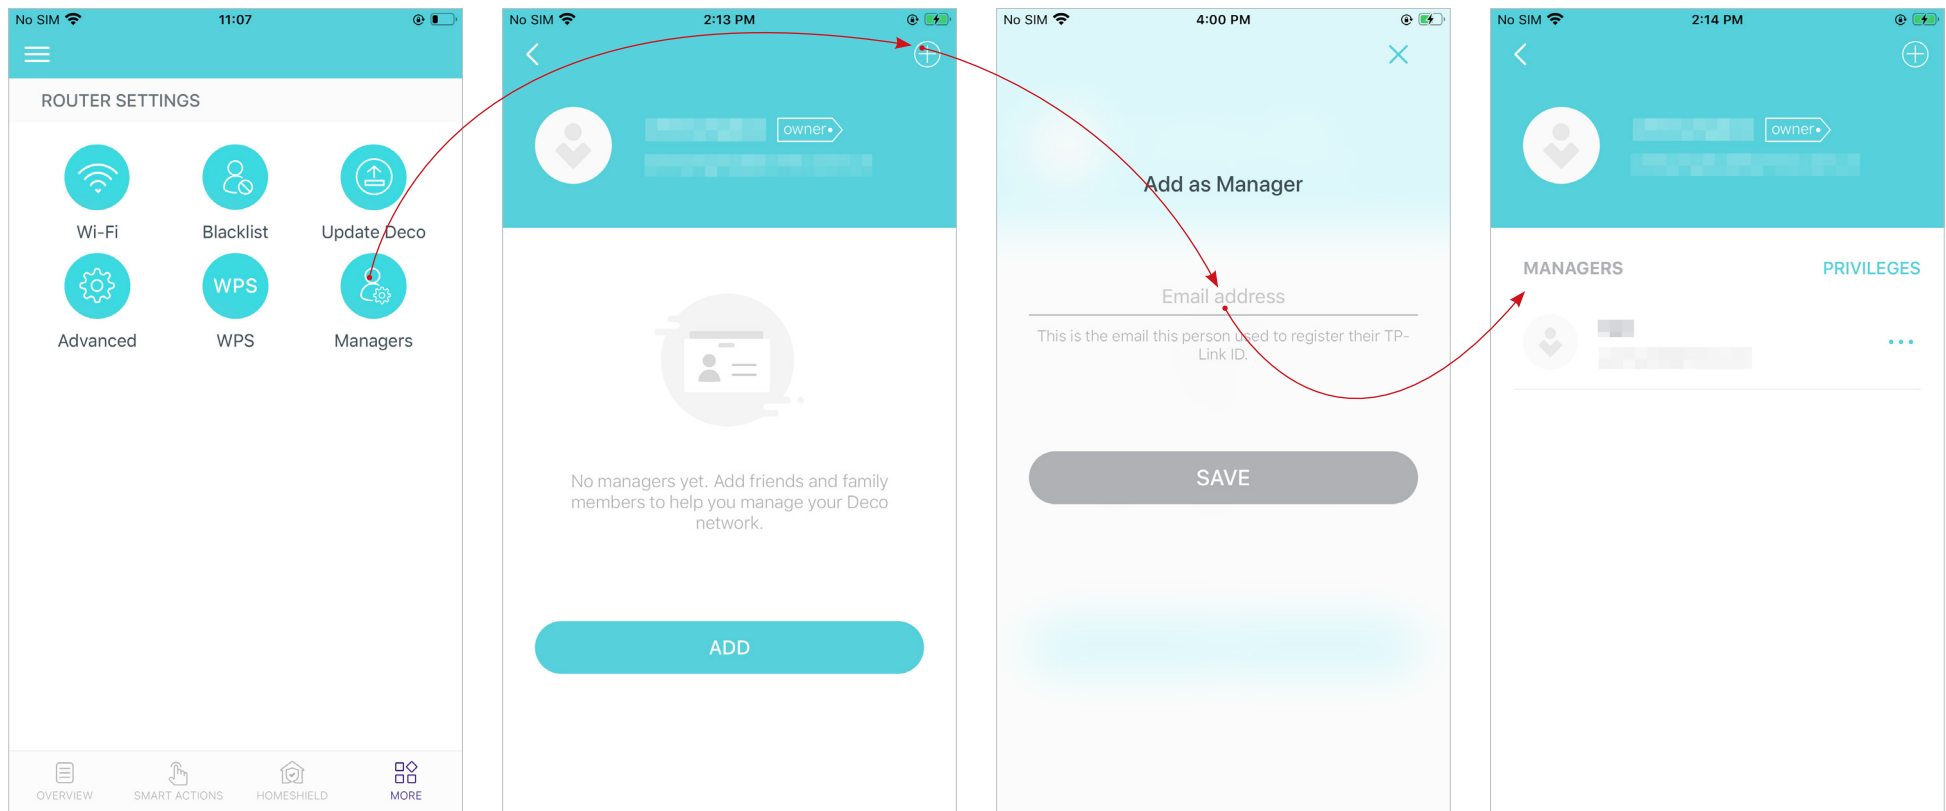 No SIM
11:07
ROUTER SETTINGS
Wi-Fi
Blacklist
Update Deco
WPS
Advanced
WPS
Managers
OVERVIEW
SMART ACTIONS
HOMESHIELD
MORE
No SIM
2:13 PM
owner
No managers yet. Add friends and family
members to help you manage your Deco
network.
ADD
No SIM
4:00 PM
Add as Manager
Email address
This is the email this person used to register their TP-
Link ID.
SAVE
No SIM
2:14 PM
owner
MANAGERS
PRIVILEGES